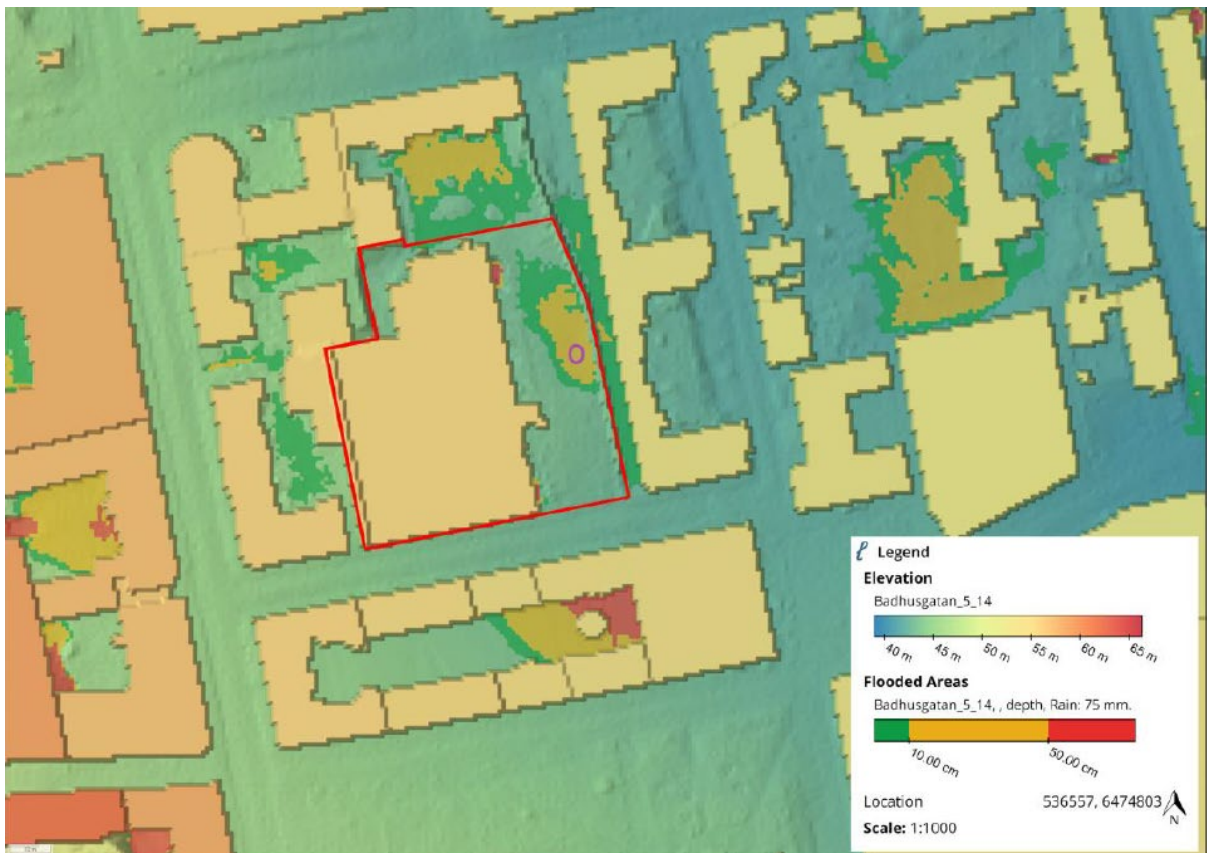 Legend
Elevation
Badhusgatan_5_14
40 m 45 m 50 m 55 m 60 m 65 m
Flooded Areas
Badhusgatan_5_14, , depth, Rain: 75 mm.
10.00 cm 50.00 cm
Location 536557, 6474803
N
Scale: 1:1000